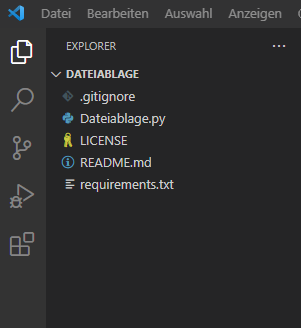 Datei Bearbeiten Auswahl Anzeigen
EXPLORER
DATEIABLAGE
.gitignore
Dateiablage.py
LICENSE
README.md
requirements.txt